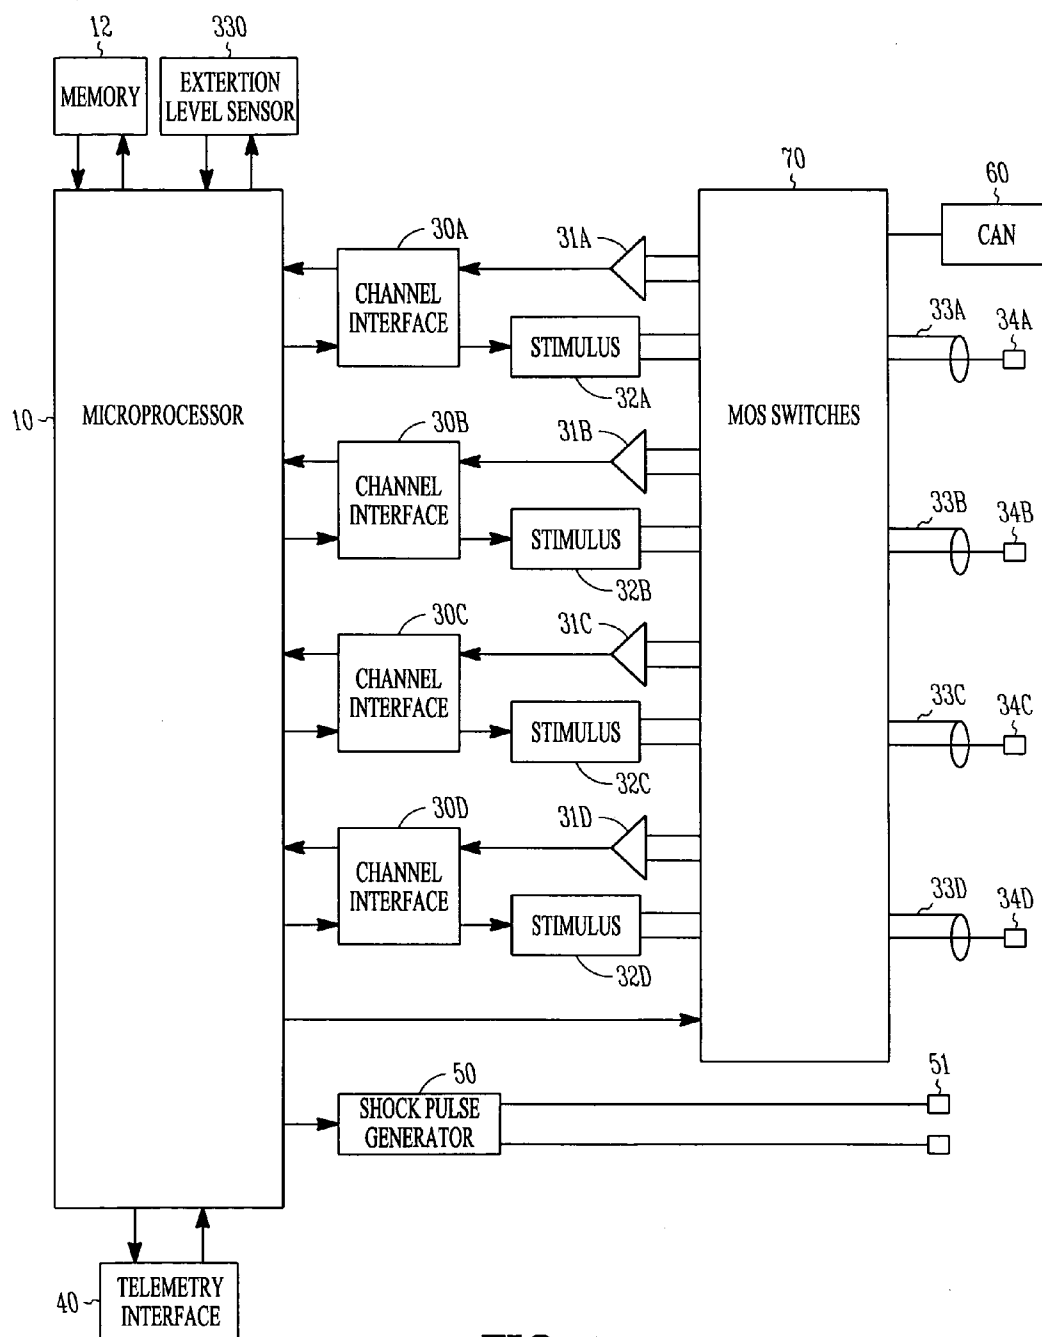 12
330
MEMORY
EXTERTION
LEVEL SENSOR
70
60
CAN
30A
31A
CHANNEL
INTERFACE
STIMULUS
32A
33A
34A
10
MICROPROCESSOR
MOS SWITCHES
30B
31B
CHANNEL
INTERFACE
STIMULUS
32B
33B
34B
30C
31C
CHANNEL
INTERFACE
STIMULUS
32C
33C
34C
30D
31D
CHANNEL
INTERFACE
STIMULUS
32D
33D
34D
50
SHOCK PULSE
GENERATOR
51
40
TELEMETRY
INTERFACE